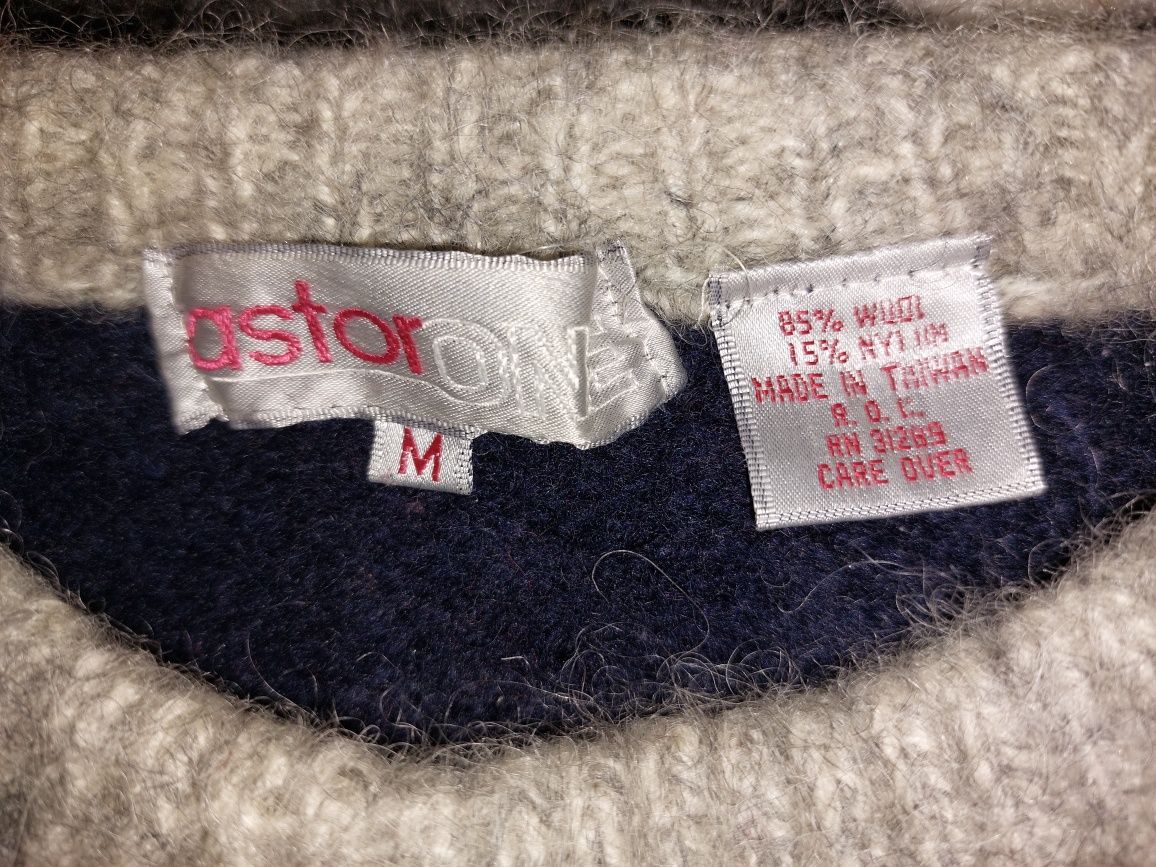 astorONE
M
85% WOOL
15% NYLON
MADE IN TAIWAN
R.O.C.
RN 31269
CARE OVER